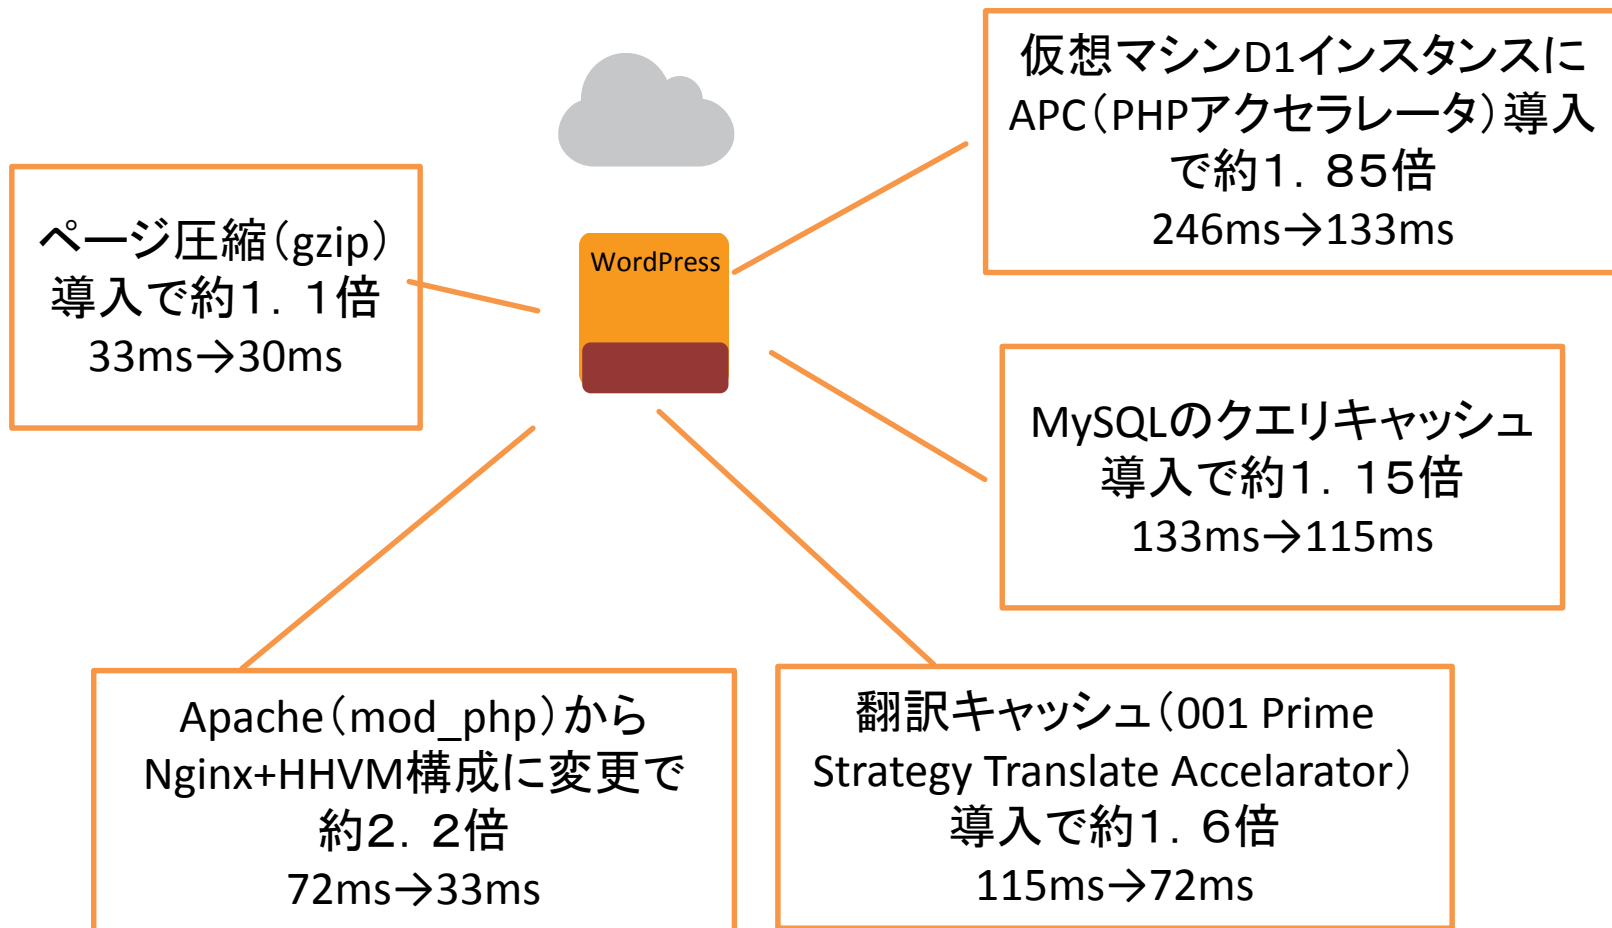 仮想マシンD1インスタンスに
APC（PHPアクセラレータ）導入
で約１．８５倍
246ms→133ms
ページ圧縮（gzip）
導入で約１．１倍
33ms→30ms
WordPress
MySQLのクエリキャッシュ
導入で約１．１５倍
133ms→115ms
Apache（mod_php）から
Nginx+HHVM構成に変更で
約２．２倍
72ms→33ms
翻訳キャッシュ（001 Prime
Strategy Translate Accelarator）
導入で約１．６倍
115ms→72ms